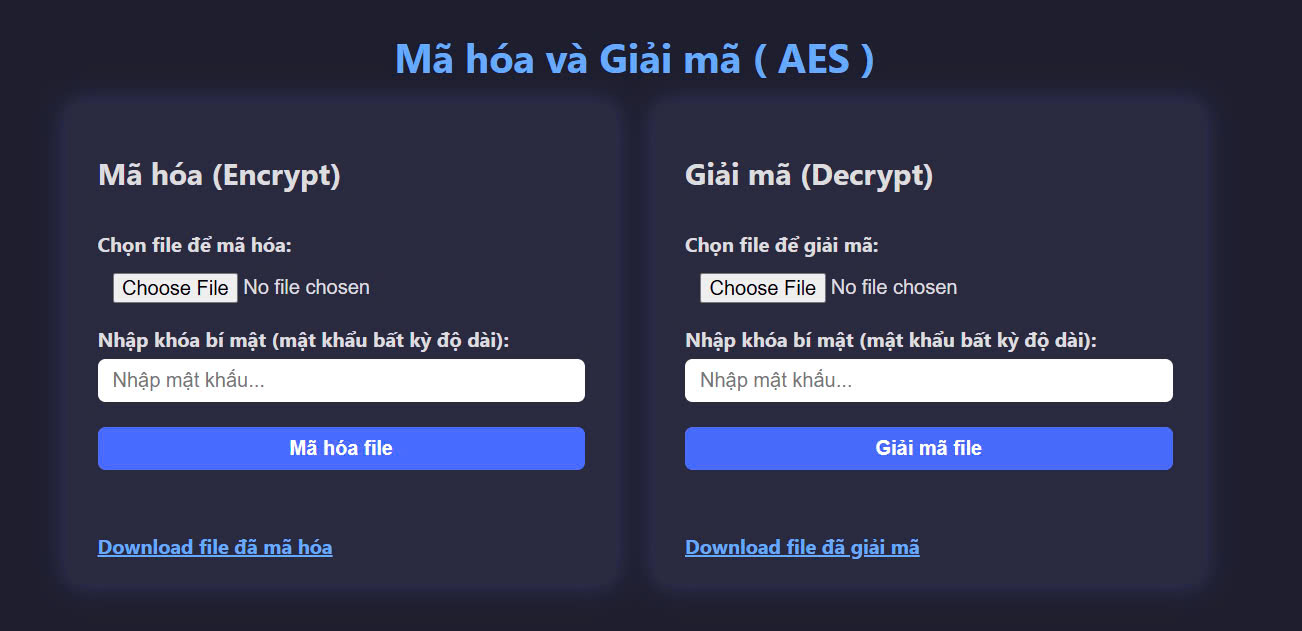 Mã hóa và Giải mã ( AES )
Mã hóa (Encrypt)
Chọn file để mã hóa:
Choose File No file chosen
Nhập khóa bí mật (mật khẩu bất kỳ độ dài):
Nhập mật khẩu...
Mã hóa file
Download file đã mã hóa
Giải mã (Decrypt)
Chọn file để giải mã:
Choose File No file chosen
Nhập khóa bí mật (mật khẩu bất kỳ độ dài):
Nhập mật khẩu...
Giải mã file
Download file đã giải mã